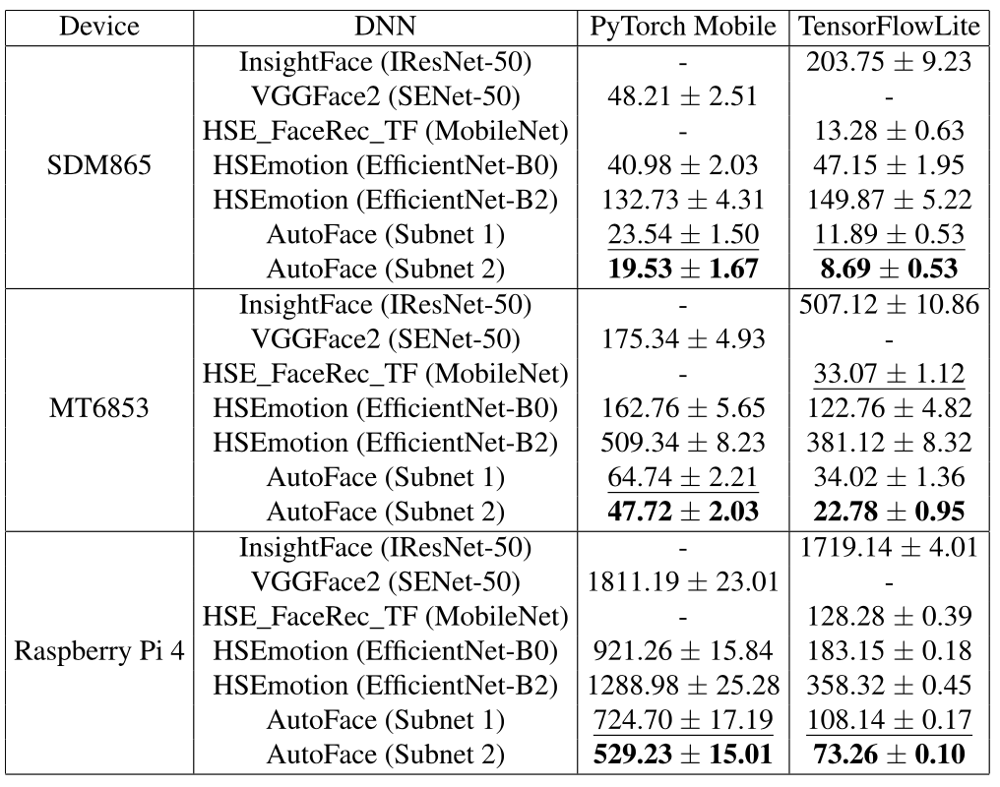 Device DNN PyTorch Mobile TensorFlowLite
InsightFace (IResNet-50) - 203.75 ± 9.23
VGGFace2 (SENet-50) 48.21 ± 2.51 -
HSE_FaceRec_TF (MobileNet) - 13.28 ± 0.63
SDM865 HSEmotion (EfficientNet-B0) 40.98 ± 2.03 47.15 ± 1.95
HSEmotion (EfficientNet-B2) 132.73 ± 4.31 149.87 ± 5.22
AutoFace (Subnet 1) 23.54 ± 1.50 11.89 ± 0.53
AutoFace (Subnet 2) 19.53 ± 1.67 8.69 ± 0.53
InsightFace (IResNet-50) - 507.12 ± 10.86
VGGFace2 (SENet-50) 175.34 ± 4.93 -
HSE_FaceRec_TF (MobileNet) - 33.07 ± 1.12
MT6853 HSEmotion (EfficientNet-B0) 162.76 ± 5.65 122.76 ± 4.82
HSEmotion (EfficientNet-B2) 509.34 ± 8.23 381.12 ± 8.32
AutoFace (Subnet 1) 64.74 ± 2.21 34.02 ± 1.36
AutoFace (Subnet 2) 47.72 ± 2.03 22.78 ± 0.95
InsightFace (IResNet-50) - 1719.14 ± 4.01
VGGFace2 (SENet-50) 1811.19 ± 23.01 -
HSE_FaceRec_TF (MobileNet) - 128.28 ± 0.39
Raspberry Pi 4 HSEmotion (EfficientNet-B0) 921.26 ± 15.84 183.15 ± 0.18
HSEmotion (EfficientNet-B2) 1288.98 ± 25.28 358.32 ± 0.45
AutoFace (Subnet 1) 724.70 ± 17.19 108.14 ± 0.17
AutoFace (Subnet 2) 529.23 ± 15.01 73.26 ± 0.10